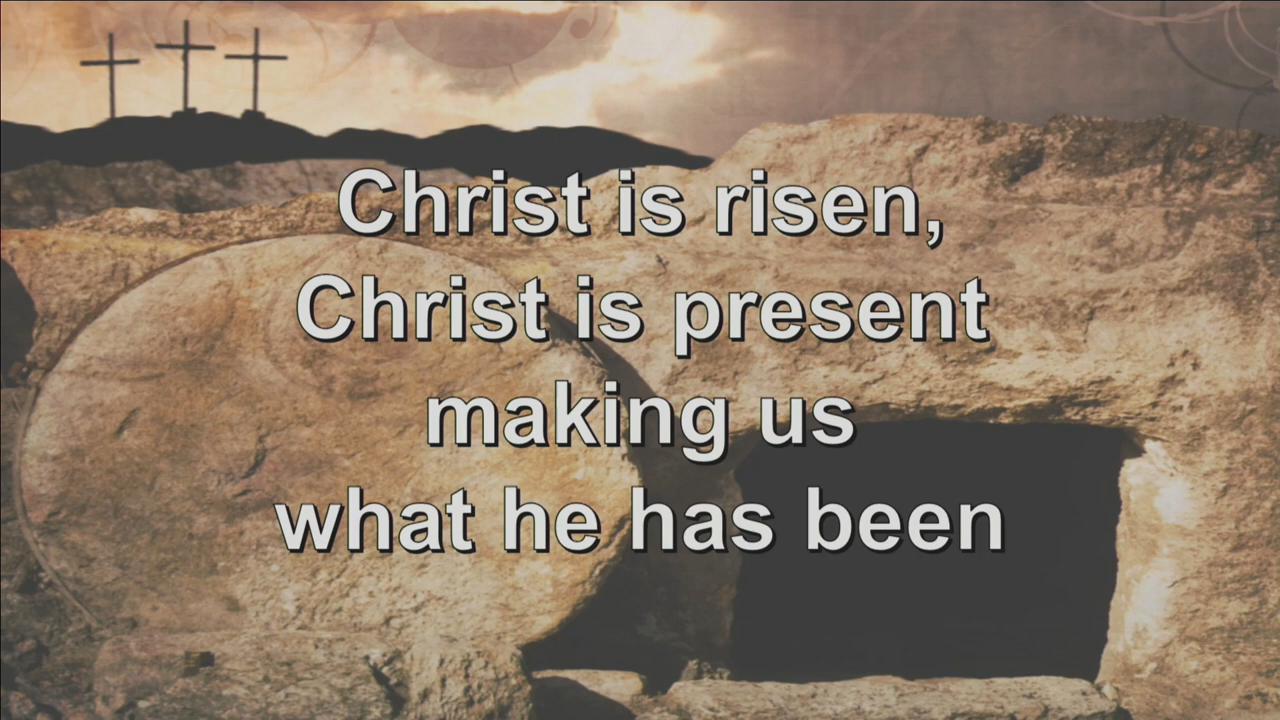 Christ is risen,
Christ is present
making us
what he has been